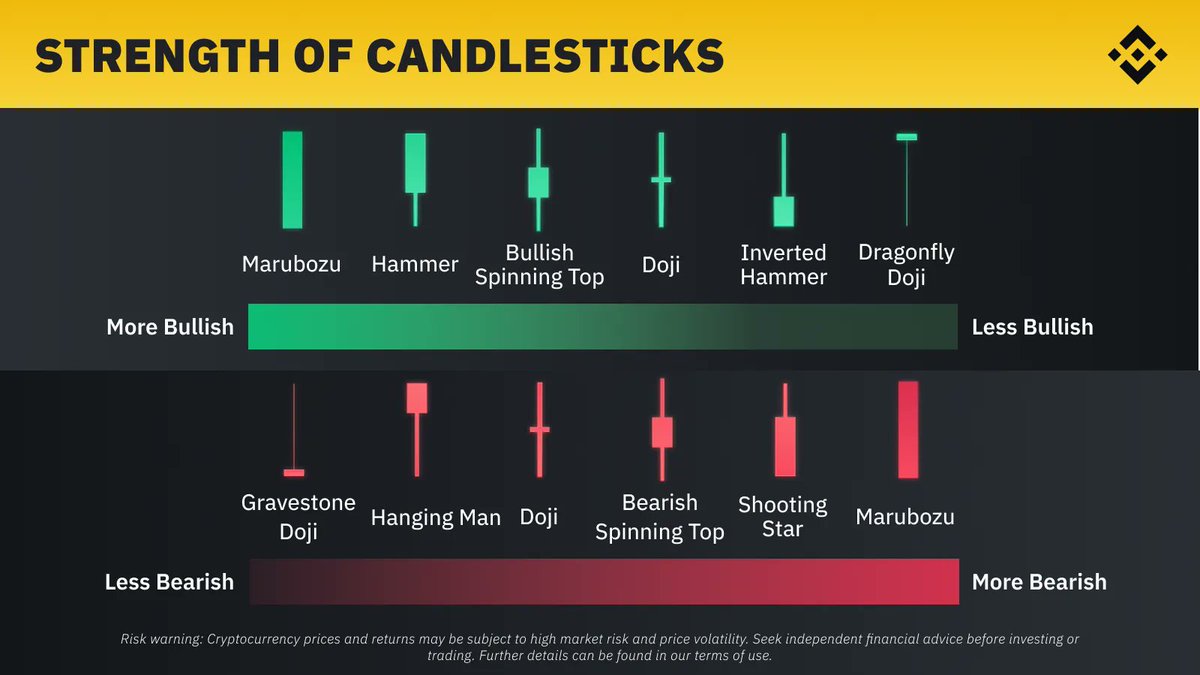 STRENGTH OF CANDLESTICKS
Marubozu
Hammer
Bullish
Spinning Top
Doji
Inverted
Hammer
Dragonfly
Doji
More Bullish
Less Bullish
Gravestone
Doji
Hanging Man
Doji
Bearish
Spinning Top
Shooting
Star
Marubozu
Less Bearish
More Bearish
Risk warning: Cryptocurrency prices and returns may be subject to high market risk and price volatility. Seek independent financial advice before investing or
trading. Further details can be found in our terms of use.